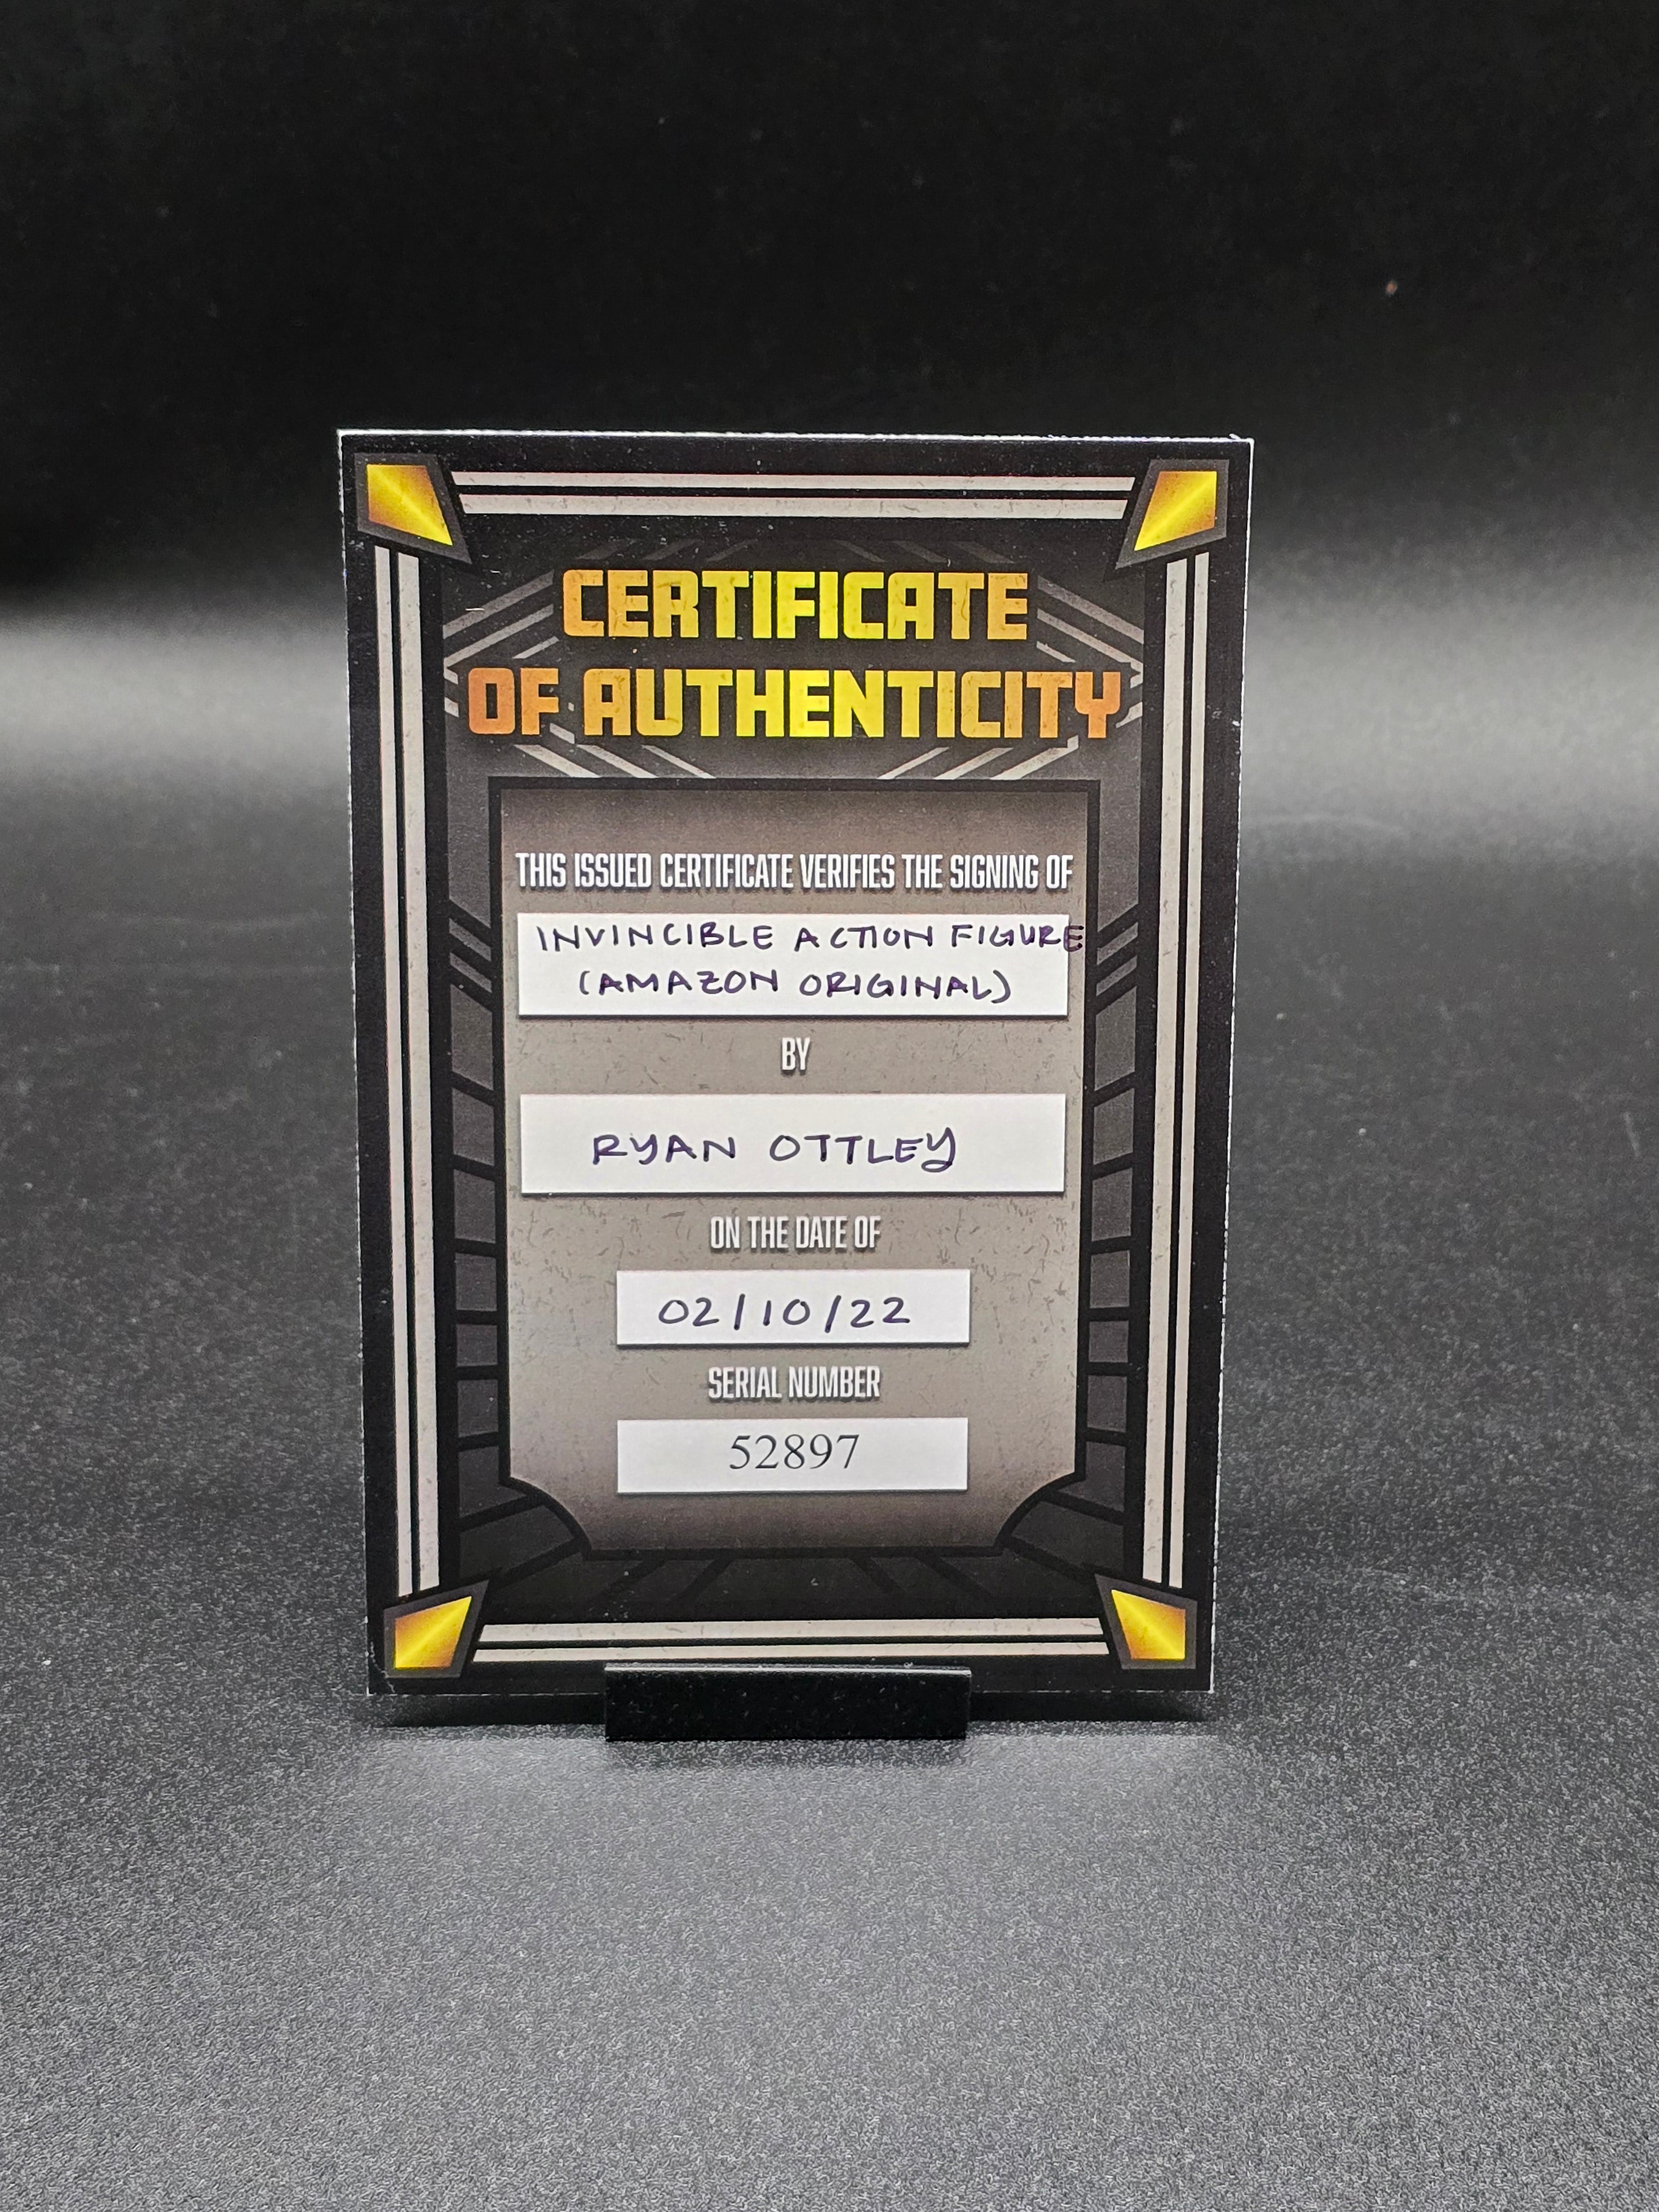 CERTIFICATE
OF AUTHENTICITY
THIS ISSUED CERTIFICATE VERIFIES THE SIGNING OF
INVINCIBLE ACTION FIGURE
(AMAZON ORIGINAL)
BY
RYAN OTTLEY
ON THE DATE OF
02/10/22
SERIAL NUMBER
52897